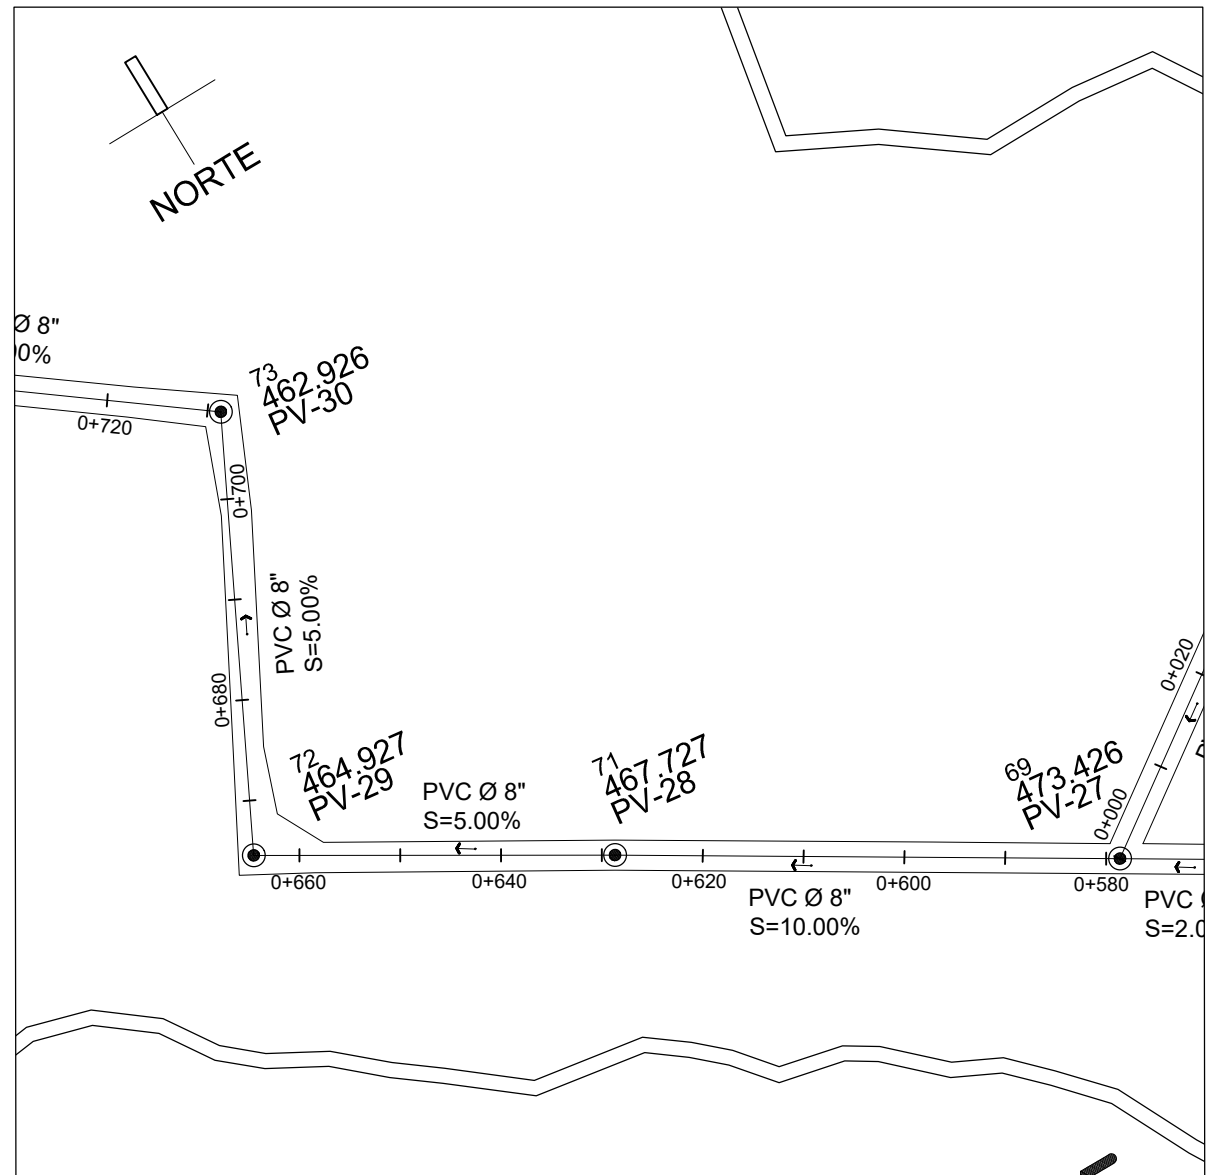 NORTE
Ø 8"
00%
73
462.926
PV-30
0+720
0+700
PVC Ø 8"
S=5.00%
0+680
72
464.927
PV-29
PVC Ø 8"
S=5.00%
71
467.727
PV-28
69
473.426
PV-27
0+020
0+000
0+660
0+640
0+620
0+600
0+580
PVC Ø 8"
S=10.00%
PVC
S=2.0